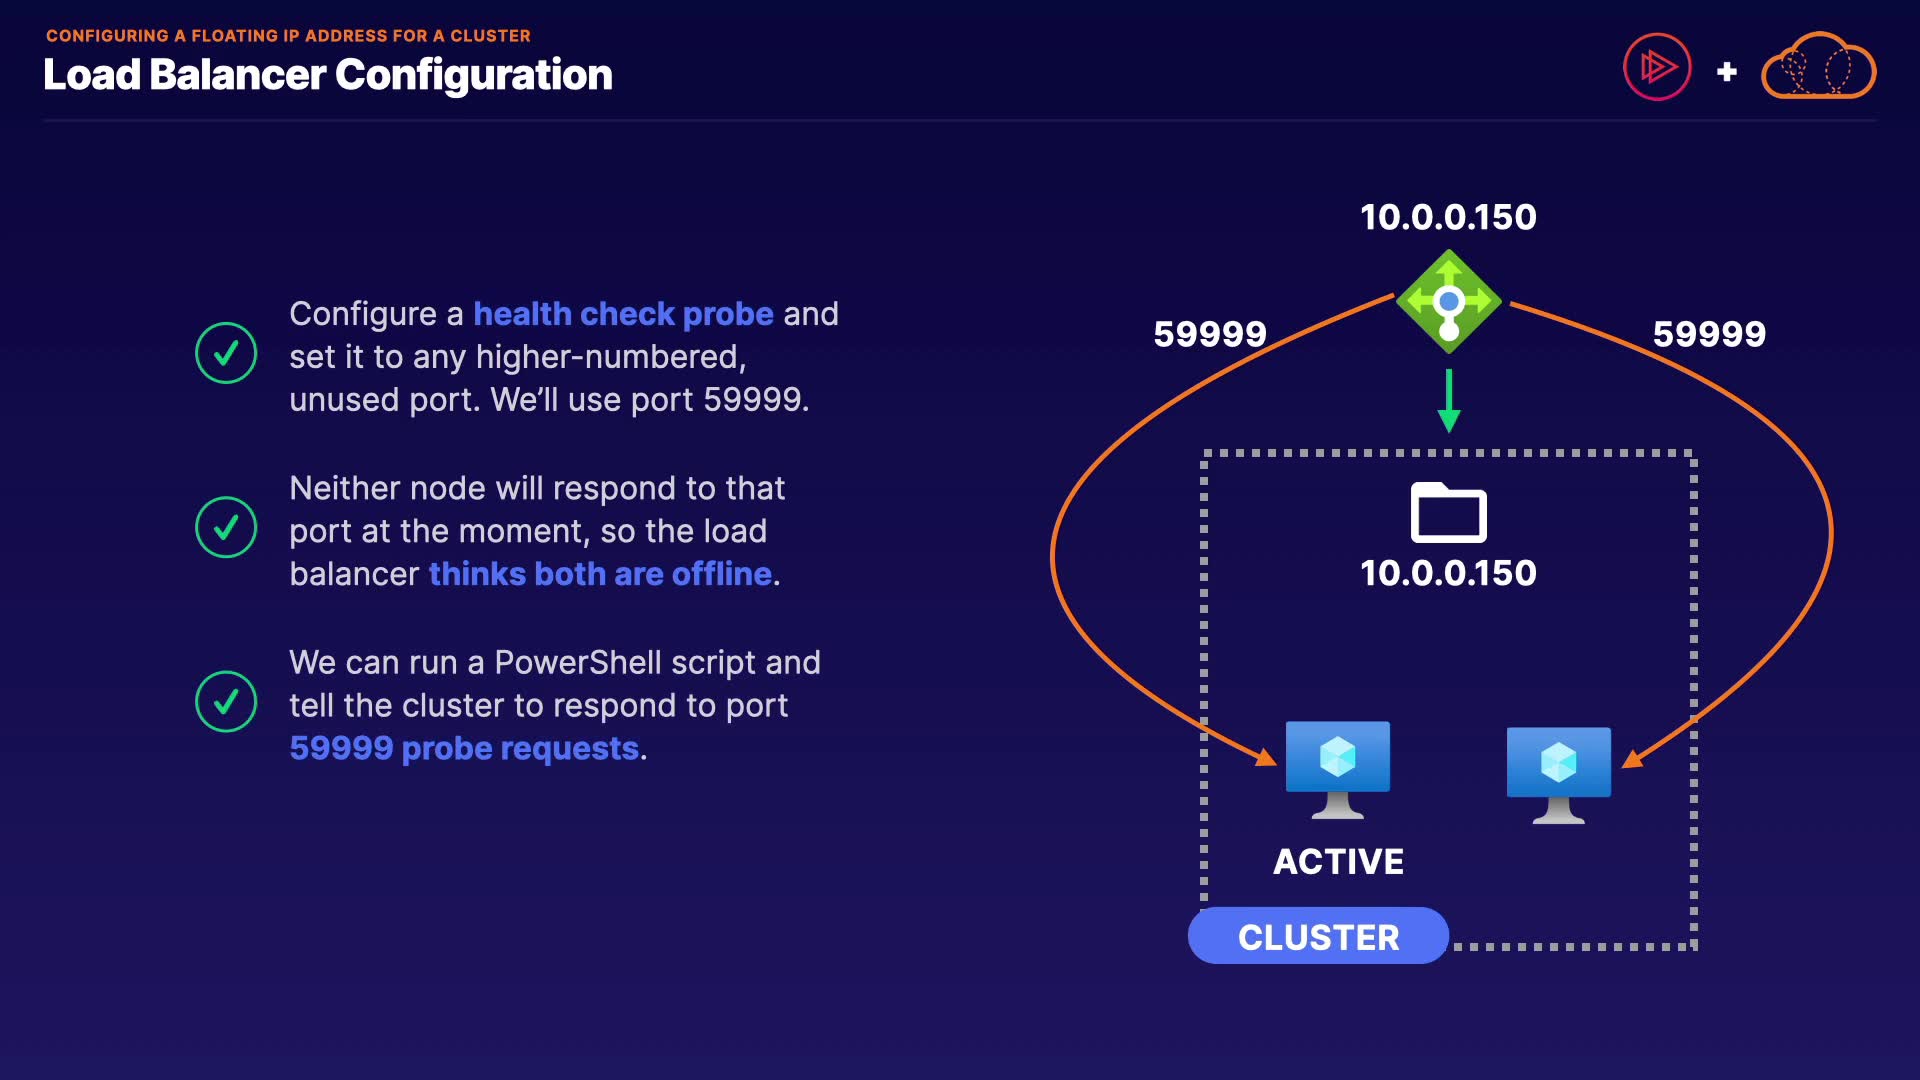 CONFIGURING A FLOATING IP ADDRESS FOR A CLUSTER
Load Balancer Configuration
Configure a health check probe and
set it to any higher-numbered,
unused port. We’ll use port 59999.
Neither node will respond to that
port at the moment, so the load
balancer thinks both are offline.
We can run a PowerShell script and
tell the cluster to respond to port
59999 probe requests.
10.0.0.150
59999
59999
10.0.0.150
ACTIVE
CLUSTER